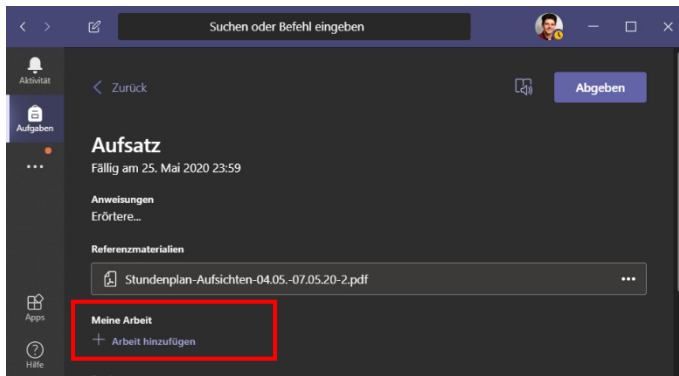 Suchen oder Befehl eingeben
Aktivität
Zurück
Abgeben
Aufgaben
Aufsatz
Fällig am 25. Mai 2020 23:59
Anweisungen
Erörtere...
Referenzmaterialien
Stundenplan-Aufsichten-04.05.-07.05.20-2.pdf
Apps
Meine Arbeit
+ Arbeit hinzufügen
Hilfe